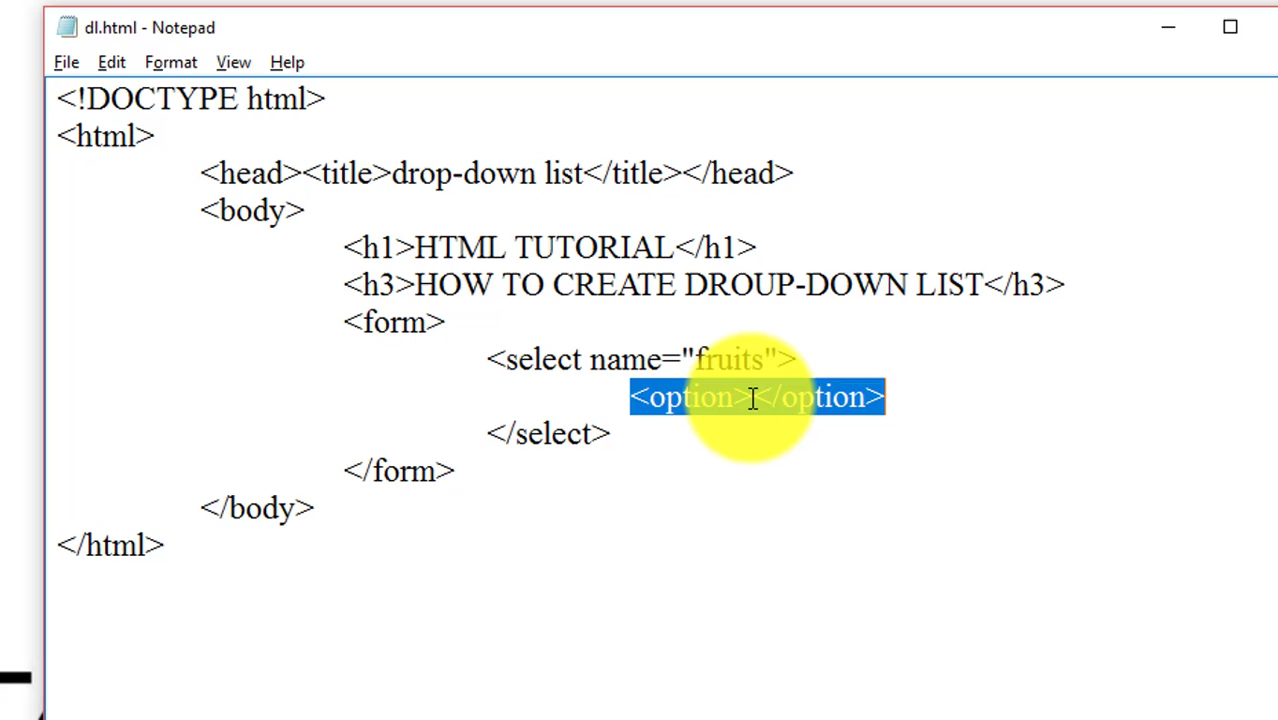 dl.html - Notepad
File Edit Format View Help
<!DOCTYPE html>
<html>
<head><title>drop-down list</title></head>
<body>
<h1>HTML TUTORIAL</h1>
<h3>HOW TO CREATE DROUP-DOWN LIST</h3>
<form>
<select name="fruits">
<option></option>
</select>
</form>
</body>
</html>